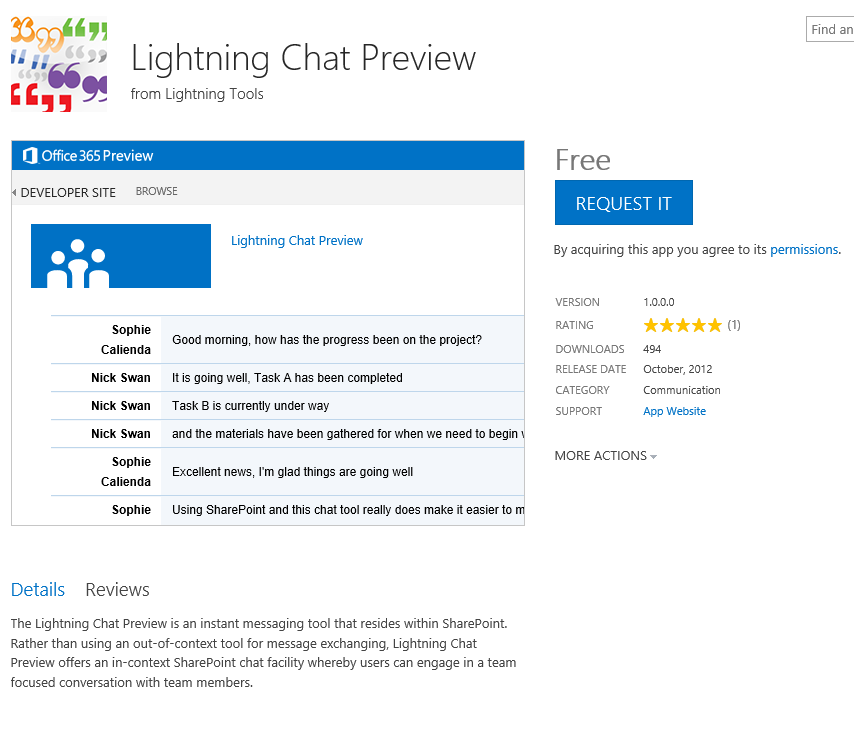 Lightning Chat Preview
from Lightning Tools
Find an
Office 365 Preview
DEVELOPER SITE BROWSE
Lightning Chat Preview
Sophie
Calienda
Good morning, how has the progress been on the project?
Nick Swan It is going well, Task A has been completed
Nick Swan Task B is currently under way
Nick Swan and the materials have been gathered for when we need to begin
Sophie
Calienda
Excellent news, I'm glad things are going well
Sophie Using SharePoint and this chat tool really does make it easier to m
Free
REQUEST IT
By acquiring this app you agree to its permissions.
VERSION 1.0.0.0
RATING (1)
DOWNLOADS 494
RELEASE DATE October, 2012
CATEGORY Communication
SUPPORT App Website
MORE ACTIONS
Details Reviews
The Lightning Chat Preview is an instant messaging tool that resides within SharePoint.
Rather than using an out-of-context tool for message exchanging, Lightning Chat
Preview offers an in-context SharePoint chat facility whereby users can engage in a team
focused conversation with team members.